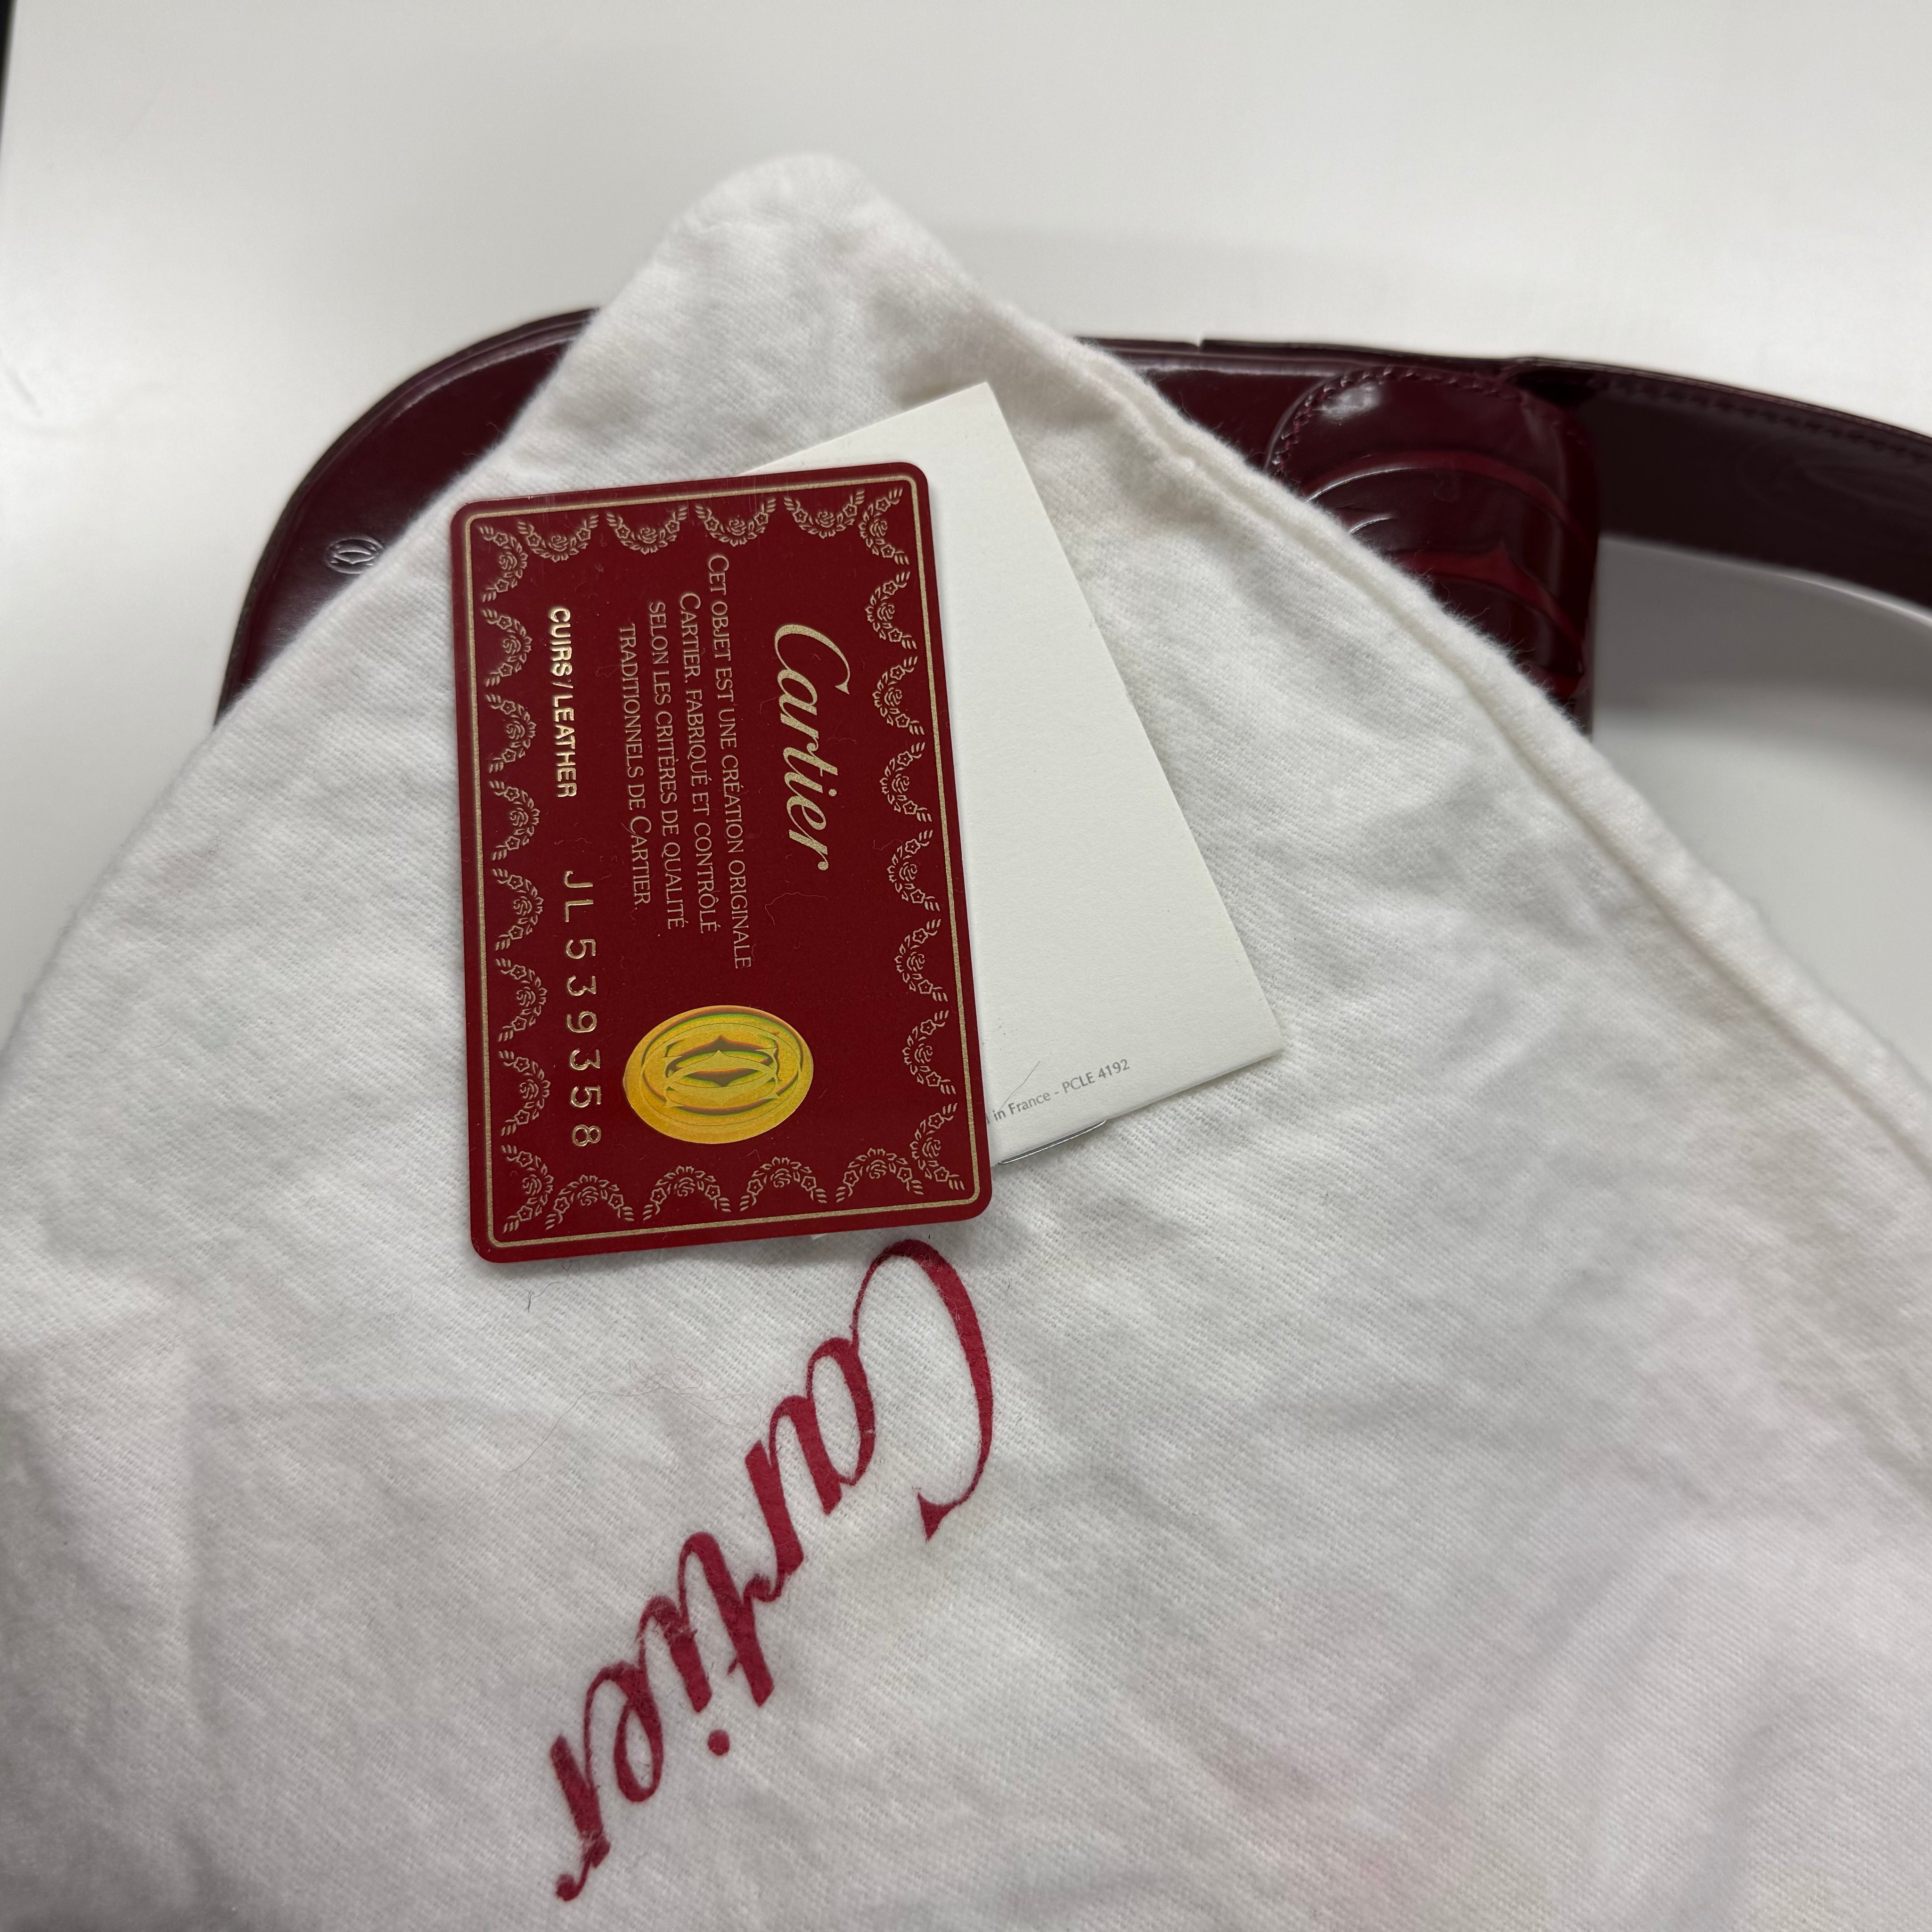 Cartier
CET OBJET EST UNE CRÉATION ORIGINALE
CARTIER, FABRIQUÉ ET CONTRÔLÉ
SELON LES CRITÈRES DE QUALITÉ
TRADITIONNELS DE CARTIER
CUIRS/LEATHER JL539358
in France - PCLE 4192
Cartier